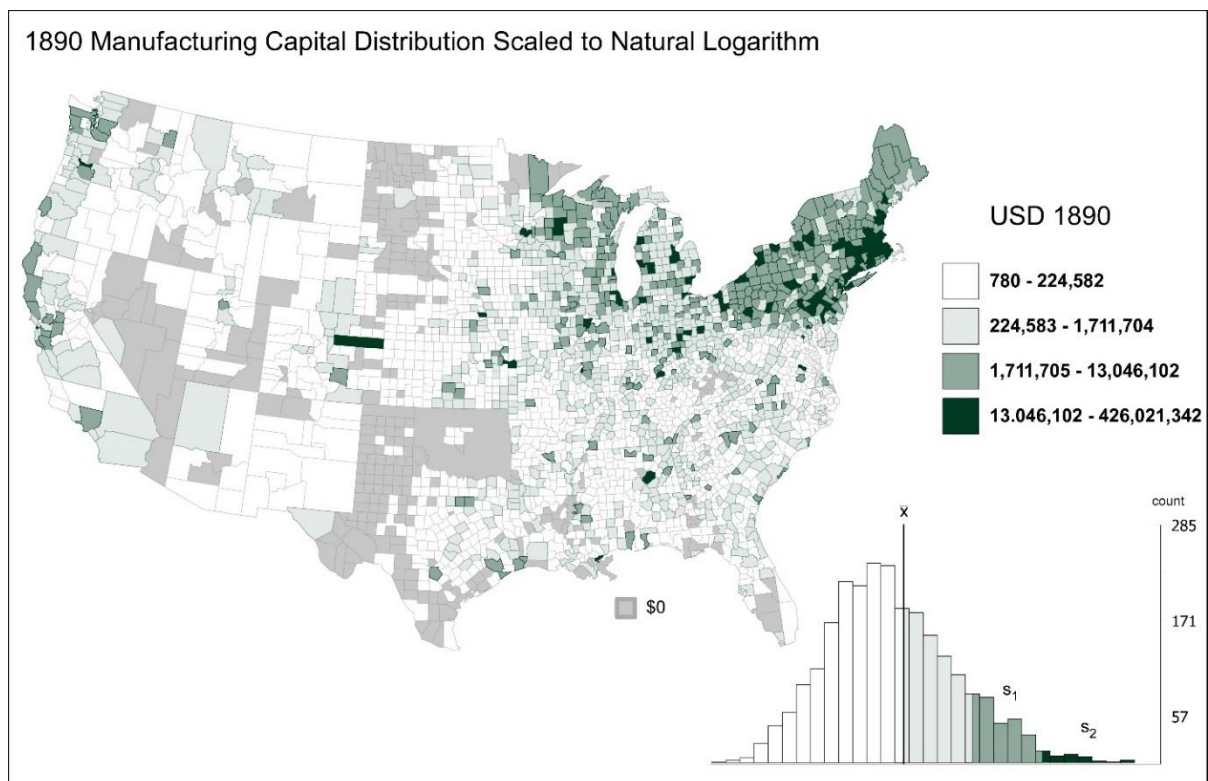 1890 Manufacturing Capital Distribution Scaled to Natural Logarithm
USD 1890
780 - 224,582
224,583 - 1,711,704
1,711,705 - 13,046,102
13.046,102 - 426,021,342
$0
count
285
171
57
x̅
s₁
s₂